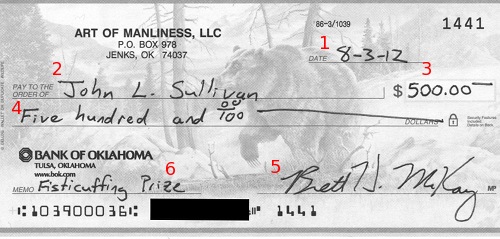 86-3/1039
1441
ART OF MANLINESS, LLC
P.O. BOX 978
JENKS, OK 74037
1
DATE 8-3-12
2
3
PAY TO THE ORDER OF John L. Sullivan $ 500.00
4
Five hundred and 00/100 DOLLARS
Security Features Included. Details on Back.
BANK OF OKLAHOMA
TULSA, OKLAHOMA
www.bok.com
6
5
MEMO Fisticuffing Prize Brett H. McKay MP
⑆103900036⑆ 1441